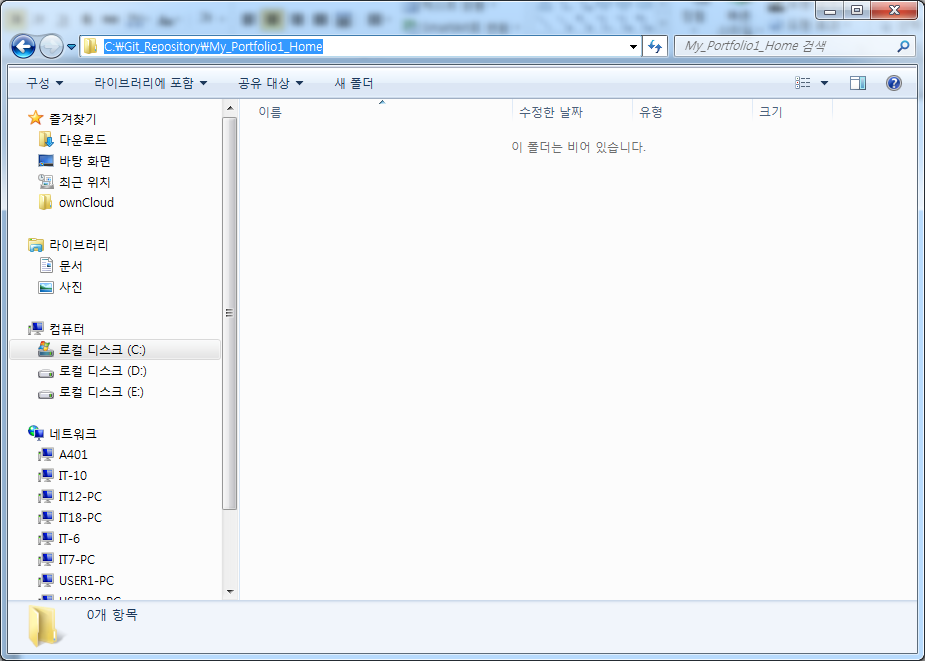 C:\Git_Repository\My_Portfolio1_Home
My_Portfolio1_Home 검색
구성 라이브러리에 포함 공유 대상 새 폴더
이름 수정한 날짜 유형 크기
이 폴더는 비어 있습니다.
즐겨찾기
다운로드
바탕 화면
최근 위치
ownCloud
라이브러리
문서
사진
컴퓨터
로컬 디스크 (C:)
로컬 디스크 (D:)
로컬 디스크 (E:)
네트워크
A401
IT-10
IT12-PC
IT18-PC
IT-6
IT7-PC
USER1-PC
0개 항목